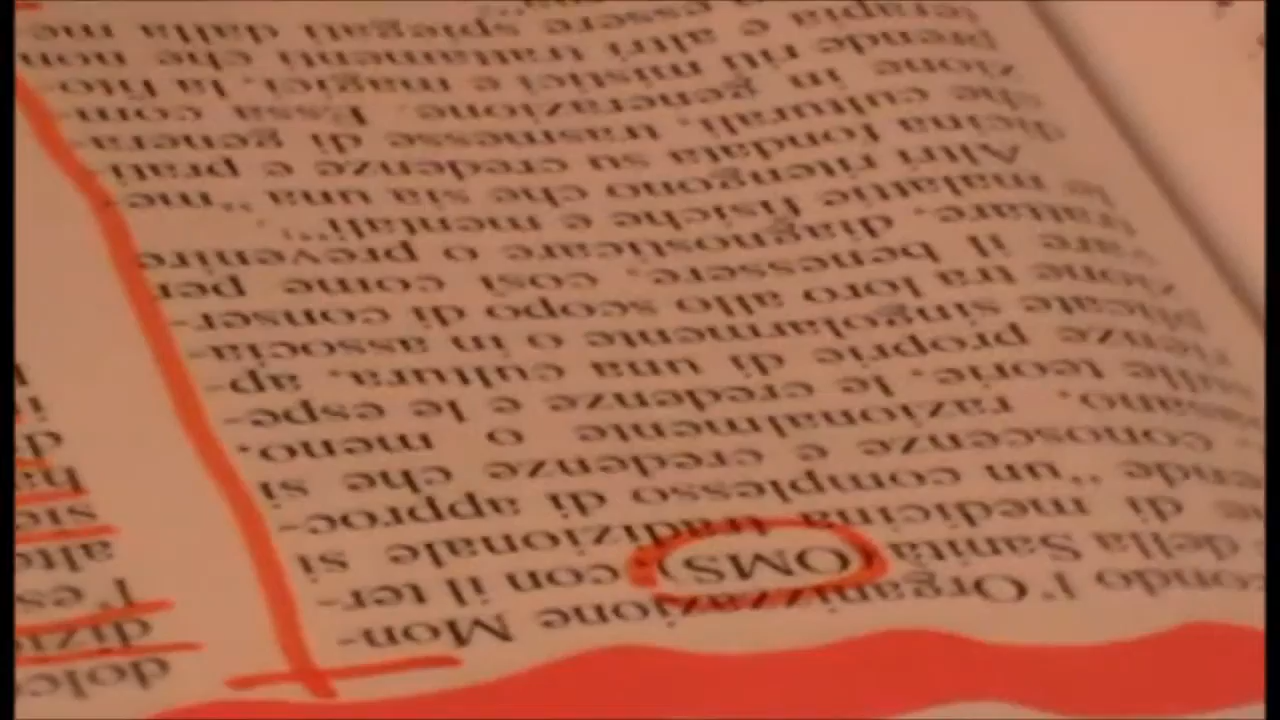 condo l'Organizzazione Mon-
della Sanità (OMS) con il ter-
di medicina tradizionale si
ende "un complesso di approc-
conoscenze e credenze che si
asano, razionalmente o meno,
sulle teorie, le credenze e le espe-
rienze proprie di una cultura, ap-
plicate singolarmente o in associa-
zione tra loro allo scopo di conser-
vare il benessere, così come per
trattare, diagnosticare o prevenire
le malattie fisiche e mentali".
Altri ritengono che sia una "me-
dicina fondata su credenze e prati-
che culturali, trasmesse di genera-
zione in generazione. Essa com-
prende riti mistici e magici, la fito-
terapia e altri trattamenti che non
essere spiegati dalla me
dolce
dizio
l'es